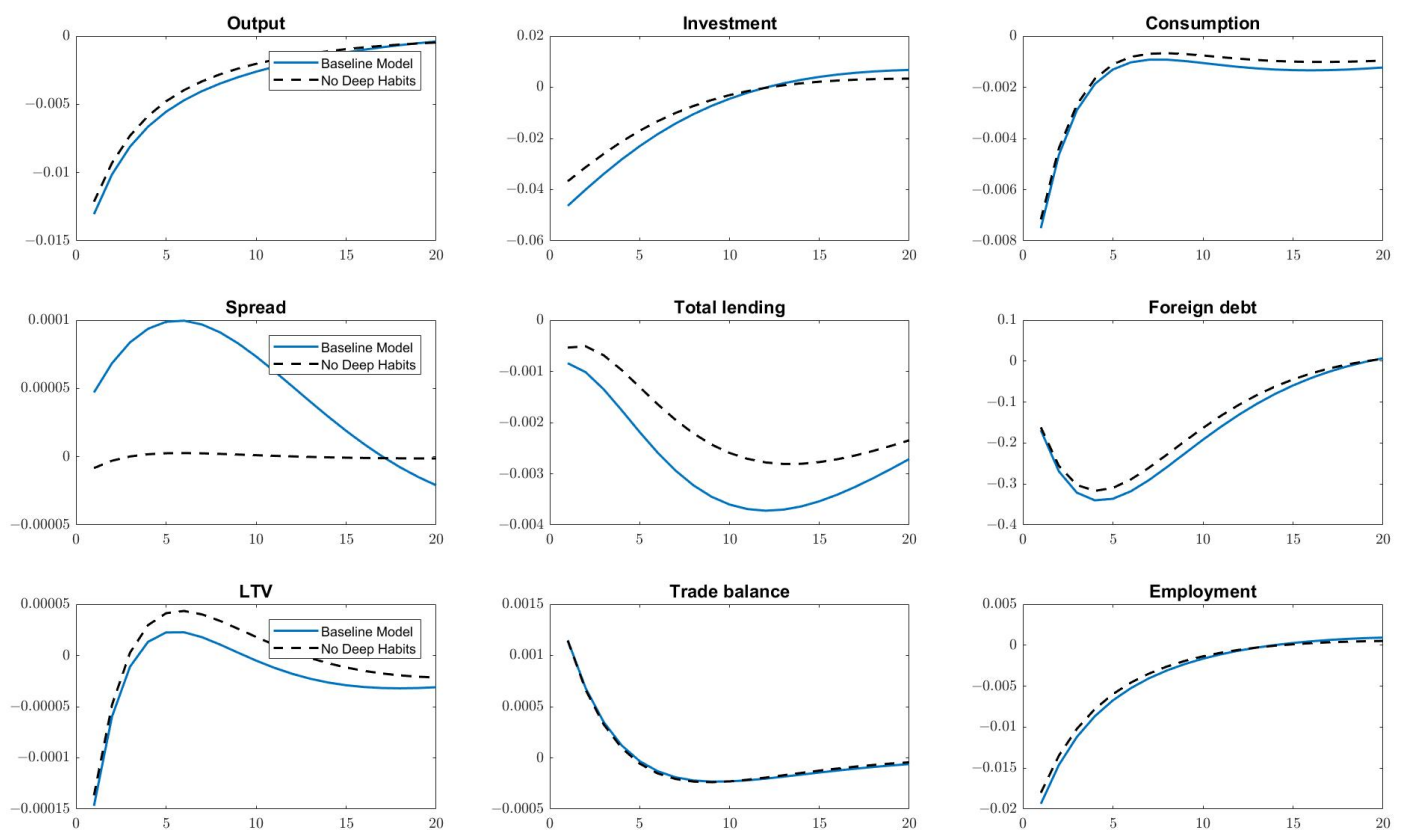 Output
0
−0.005
−0.01
−0.015
0 5 10 15 20
Baseline Model
No Deep Habits
Investment
0.02
0
−0.02
−0.04
−0.06
0 5 10 15 20
Consumption
0
−0.002
−0.004
−0.006
−0.008
0 5 10 15 20
Spread
0.0001
0.00005
0
−0.00005
0 5 10 15 20
Baseline Model
No Deep Habits
Total lending
0
−0.001
−0.002
−0.003
−0.004
0 5 10 15 20
Foreign debt
0.1
0
−0.1
−0.2
−0.3
−0.4
0 5 10 15 20
LTV
0.00005
0
−0.00005
−0.0001
−0.00015
0 5 10 15 20
Baseline Model
No Deep Habits
Trade balance
0.0015
0.001
0.0005
0
−0.0005
0 5 10 15 20
Employment
0.005
0
−0.005
−0.01
−0.015
−0.02
0 5 10 15 20